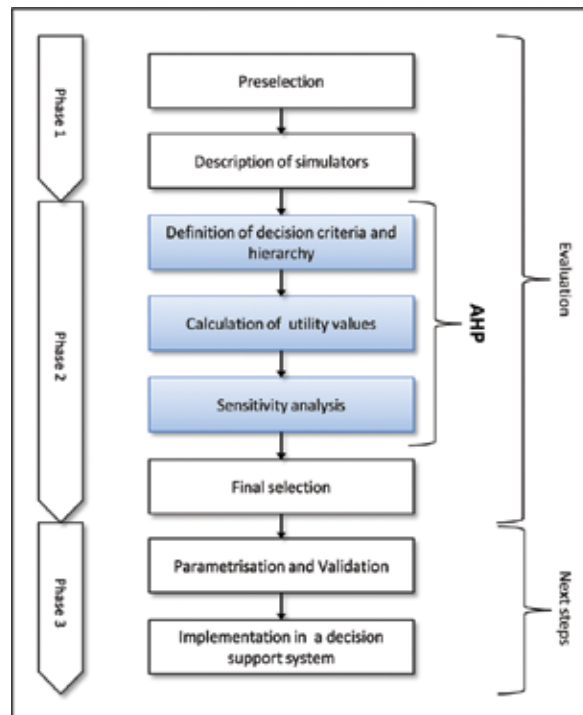 Phase 1
Phase 2
Phase 3
Preselection
Description of simulators
Definition of decision criteria and
hierarchy
Calculation of utility values
Sensitivity analysis
Final selection
Parametrisation and Validation
Implementation in a decision
support system
AHP
Evaluation
Next steps